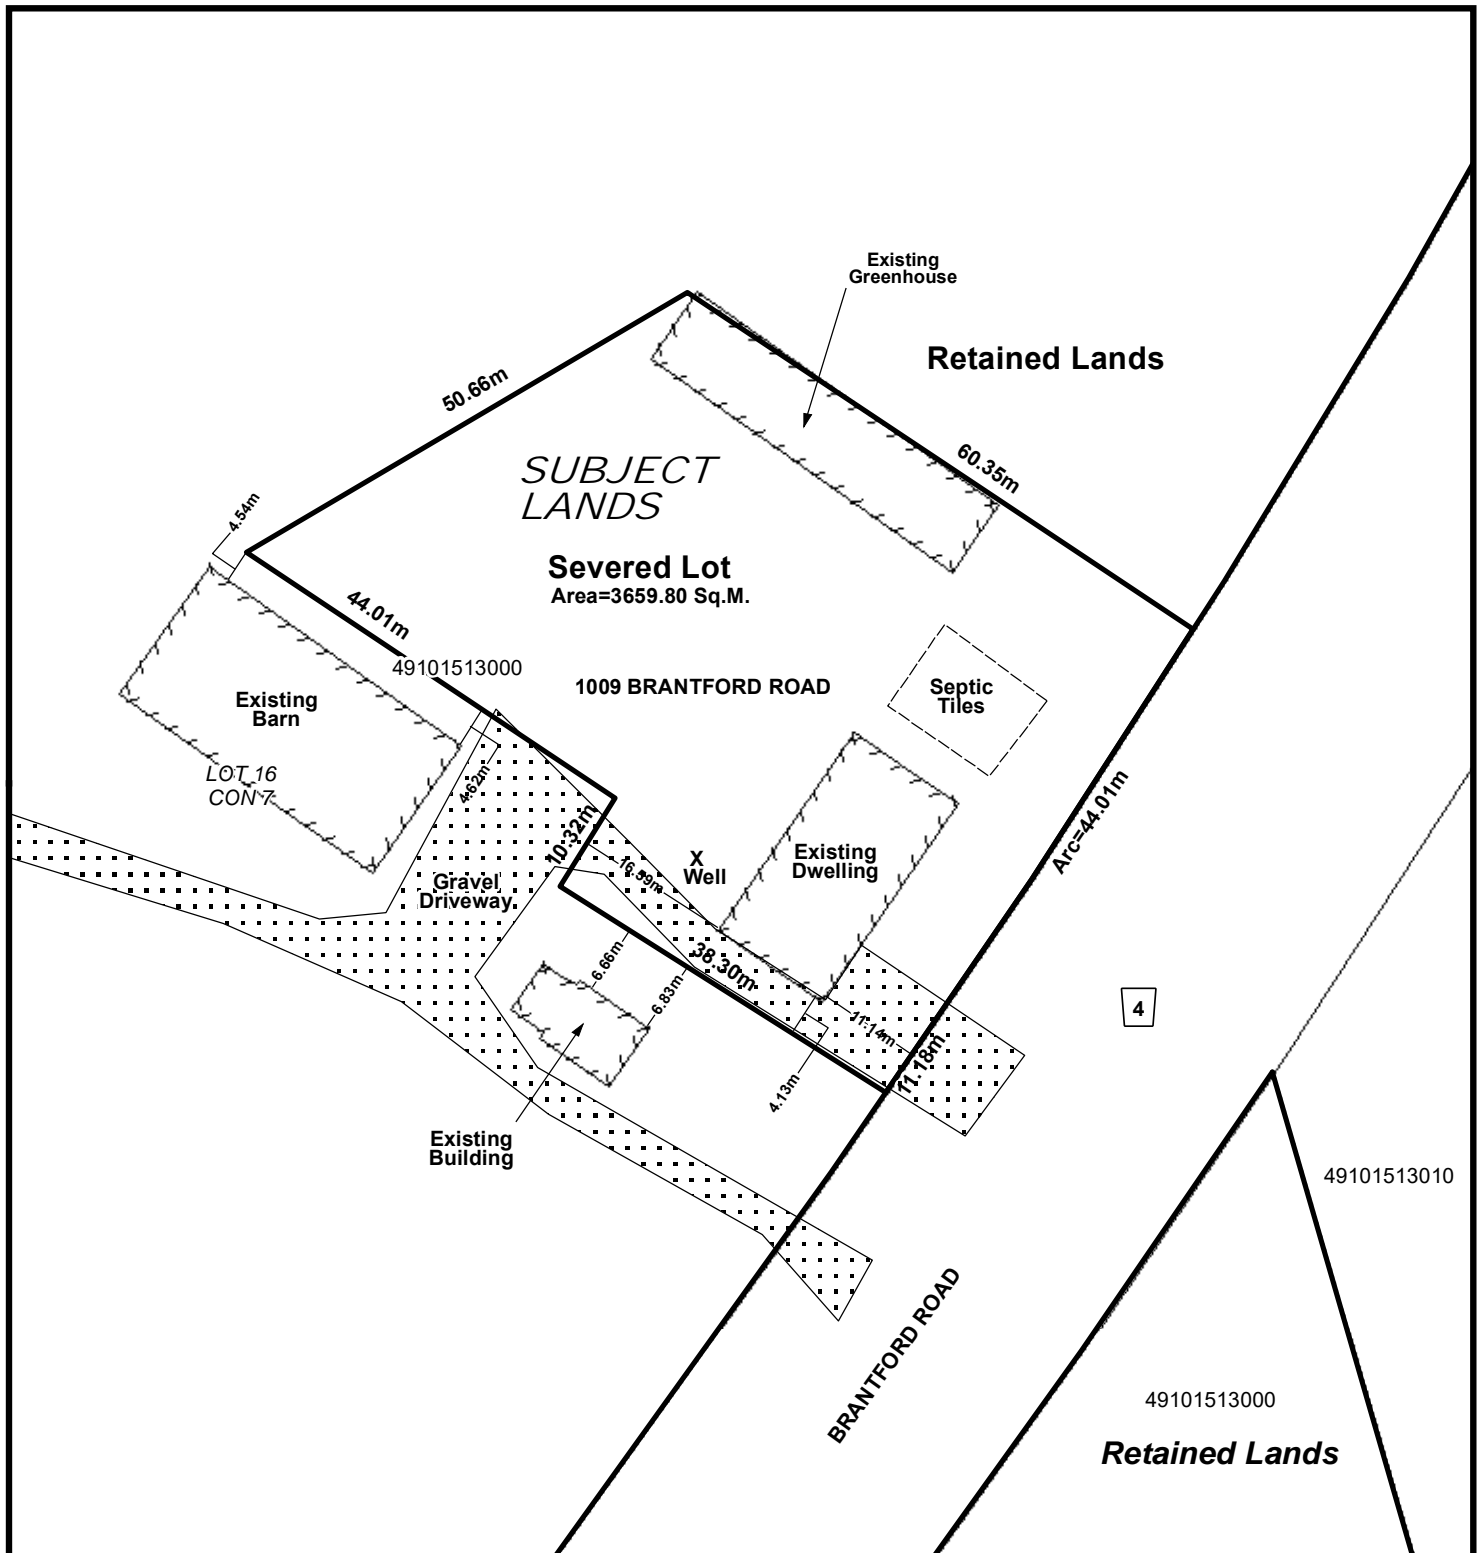 Existing
Greenhouse
Retained Lands
50.66m
60.35m
SUBJECT
LANDS
4.54m
Severed Lot
Area=3659.80 Sq.M.
44.01m
49101513000
1009 BRANTFORD ROAD
Septic
Tiles
Existing
Barn
LOT 16
CON 7
4.62m
10.32m
Arc=44.01m
X
Well
16.59m
Existing
Dwelling
Gravel
Driveway
6.66m
38.30m
6.83m
11.14m
11.18m
4.13m
4
Existing
Building
49101513010
BRANTFORD ROAD
49101513000
Retained Lands